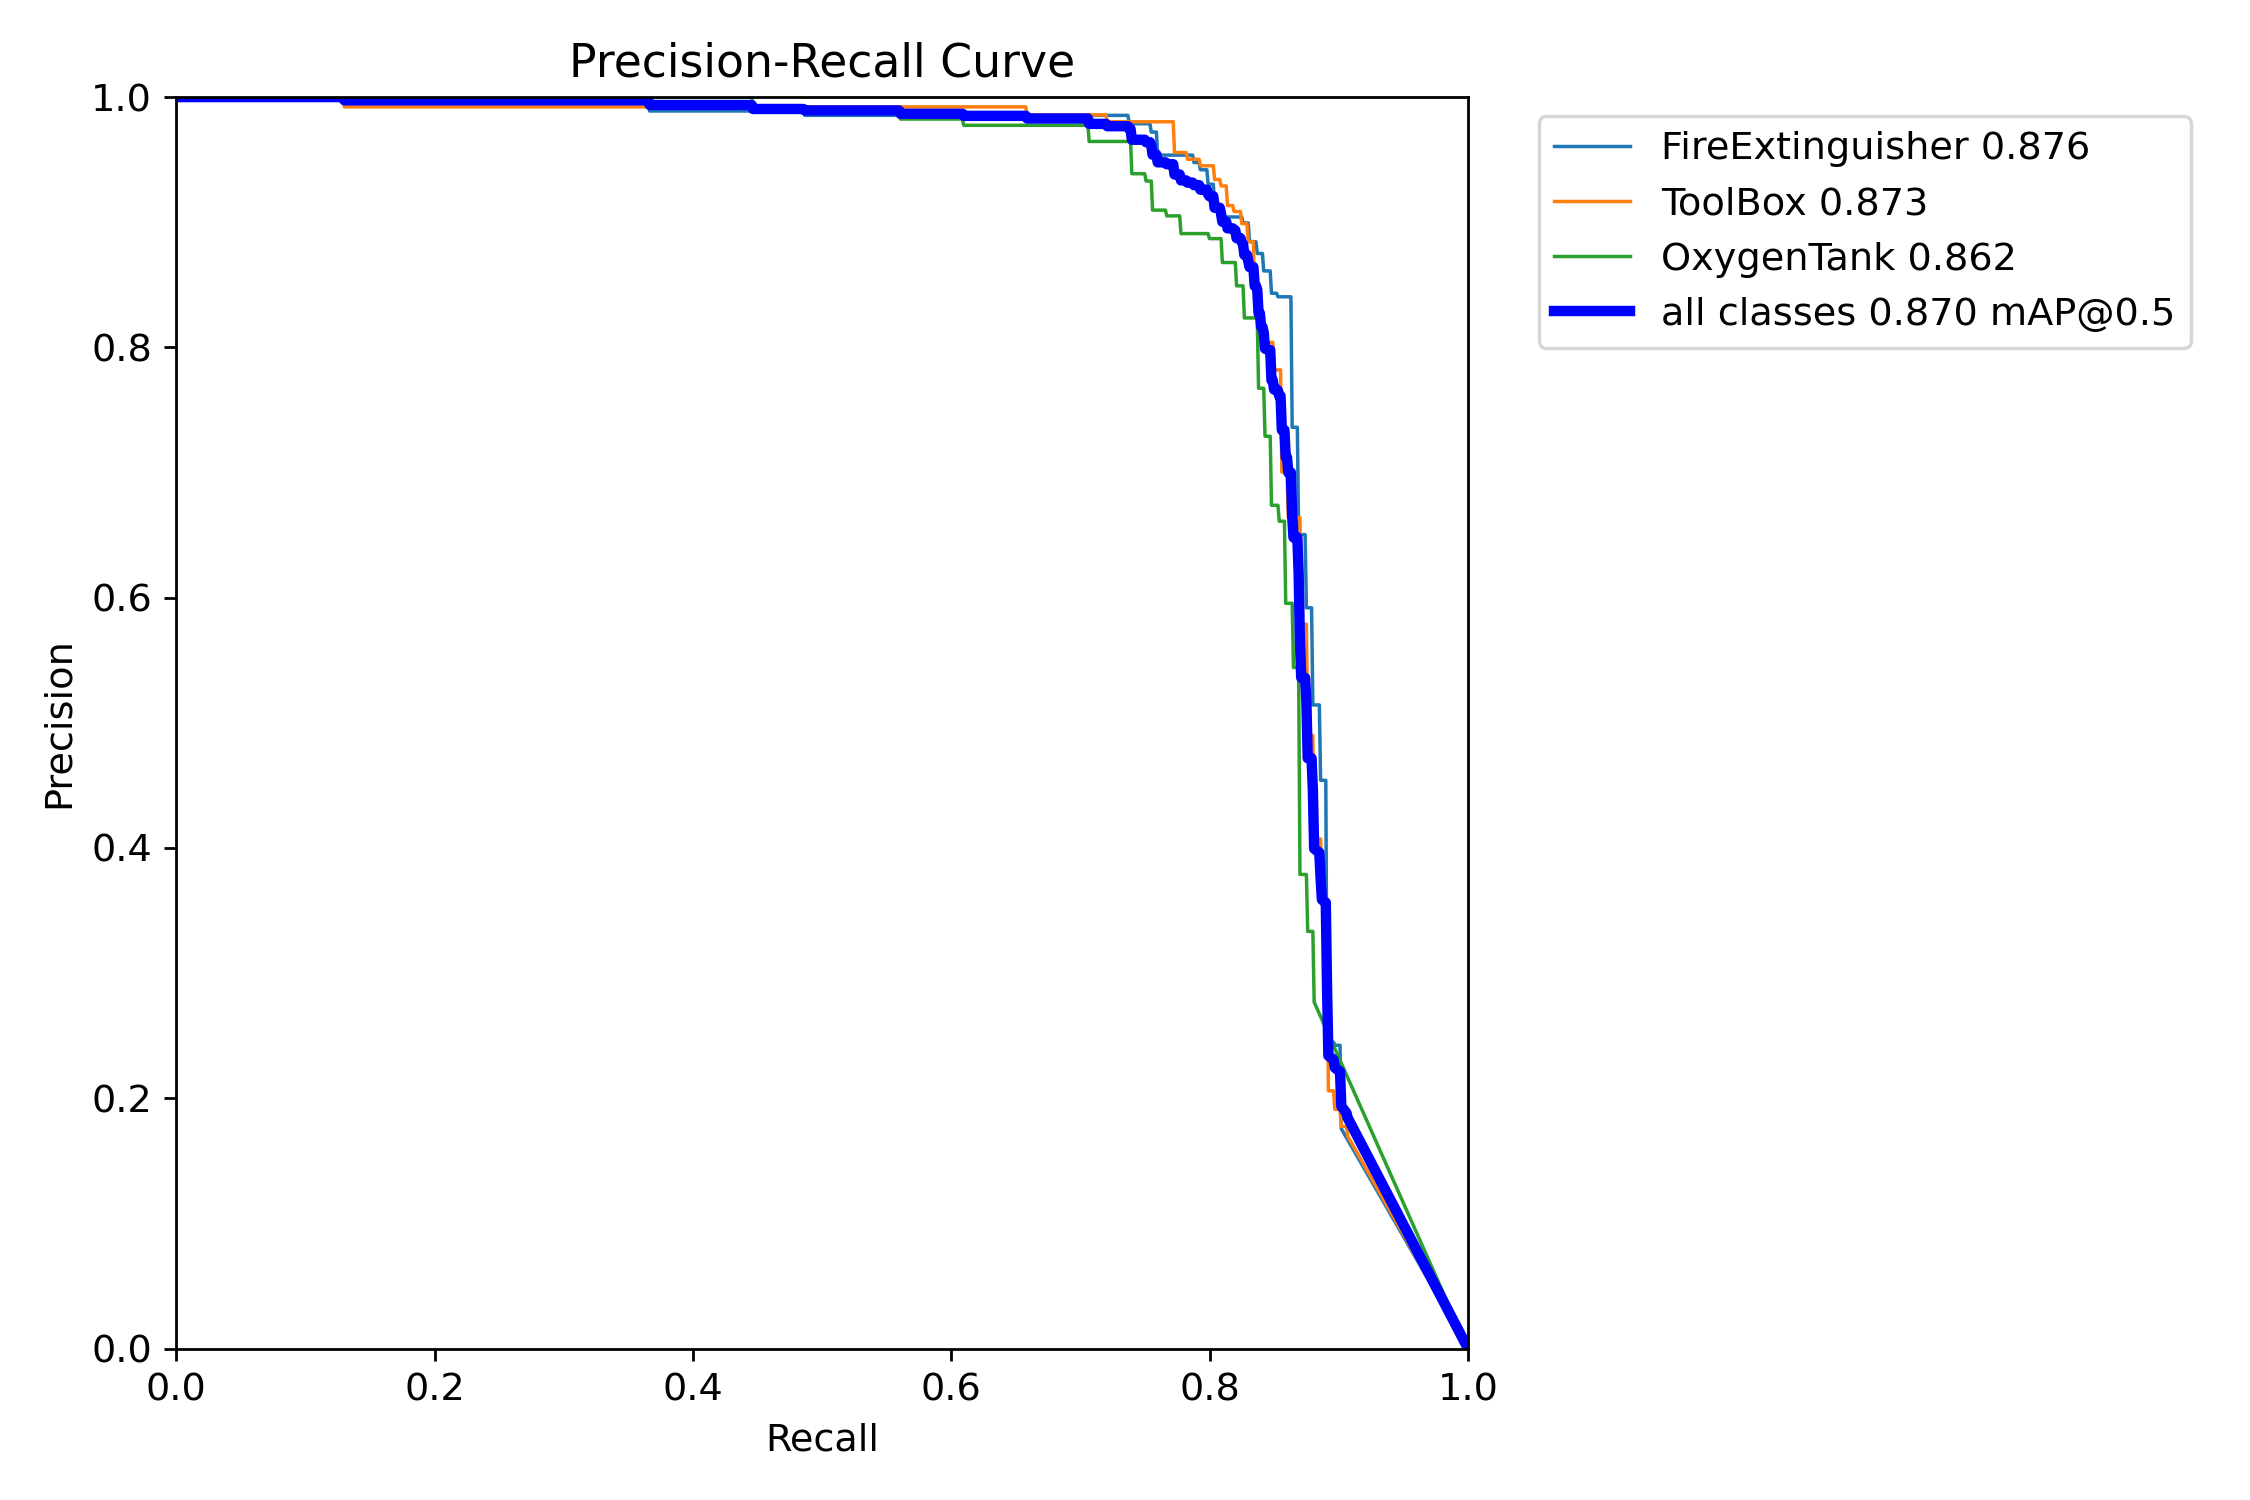 Precision-Recall Curve
1.0
0.8
0.6
0.4
0.2
0.0
Precision
0.0 0.2 0.4 0.6 0.8 1.0
Recall
FireExtinguisher 0.876
ToolBox 0.873
OxygenTank 0.862
all classes 0.870 mAP@0.5